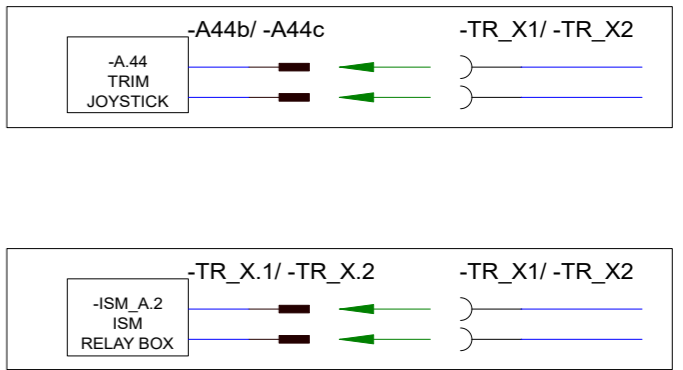 -A44b/ -A44c
-TR_X1/ -TR_X2
-A.44
TRIM
JOYSTICK
-TR_X.1/ -TR_X.2
-TR_X1/ -TR_X2
-ISM_A.2
ISM
RELAY BOX